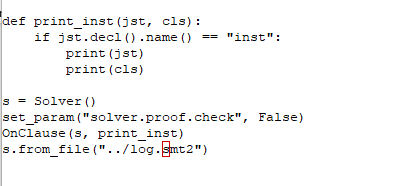 def print_inst(jst, cls):
    if jst.decl().name() == "inst":
        print(jst)
        print(cls)
s = Solver()
set_param("solver.proof.check", False)
OnClause(s, print_inst)
s.from_file("../log.smt2")